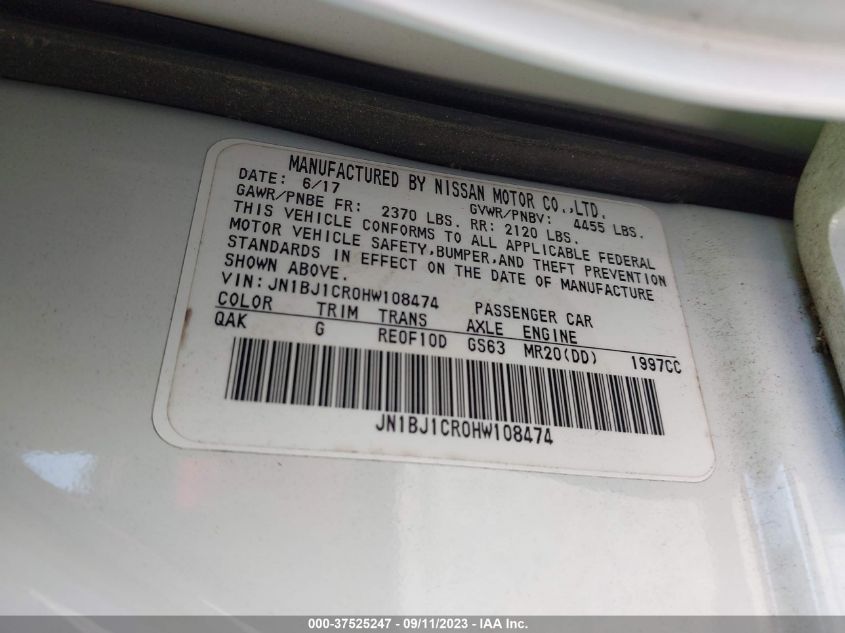 MANUFACTURED BY NISSAN MOTOR CO.,LTD.
DATE: 6/17 GVWR/PNBV: 4455 LBS.
GAWR/PNBE FR: 2370 LBS. RR: 2120 LBS.
THIS VEHICLE CONFORMS TO ALL APPLICABLE FEDERAL
MOTOR VEHICLE SAFETY,BUMPER,AND THEFT PREVENTION
STANDARDS IN EFFECT ON THE DATE OF MANUFACTURE
SHOWN ABOVE.
VIN:JN1BJ1CR0HW108474 PASSENGER CAR
COLOR TRIM TRANS AXLE ENGINE
QAK G RE0F10D GS63 MR20(DD) 1997CC
JN1BJ1CR0HW108474
000-37525247 - 09/11/2023 - Copyright © IAA, Inc.